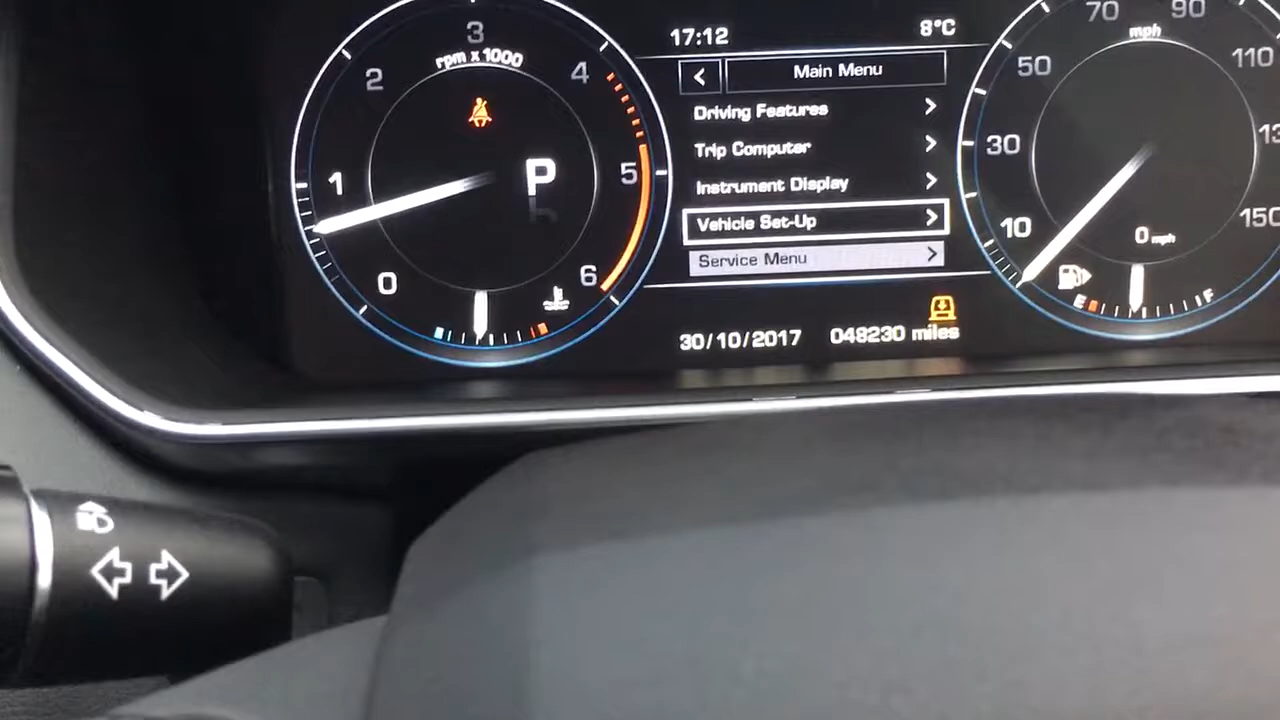 17:12
8°C
Main Menu
Driving Features
Trip Computer
Instrument Display
Vehicle Set-Up
Service Menu
30/10/2017
048230 miles
0
1
2
3
4
5
6
rpm x 1000
P
10
30
50
70
90
110
150
mph
0 mph
E
F